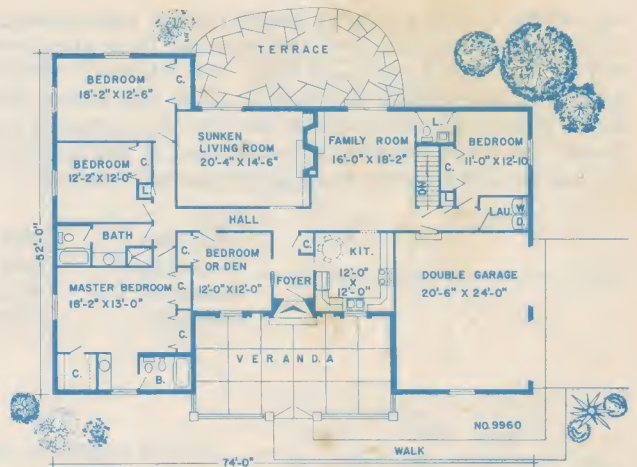 TERRACE
BEDROOM
18'-2" X 12'-6"
C.
SUNKEN
LIVING ROOM
20'-4" X 14'-6"
FAMILY ROOM
16'-0" X 18'-2"
L.
BEDROOM
11'-0" X 12'-10
C.
BEDROOM
12'-2" X 12'-0"
C.
L.
DN.
LAU.
W.
D.
HALL
BATH
52'-0"
C.
BEDROOM
OR DEN
12'-0" X 12'-0"
C.
FOYER
KIT.
12'-0"
X
12'-0"
DOUBLE GARAGE
20'-6" X 24'-0"
MASTER BEDROOM
18'-2" X 13'-0"
C.
C.
C.
B.
VERANDA
NO. 9960
WALK
74'-0"